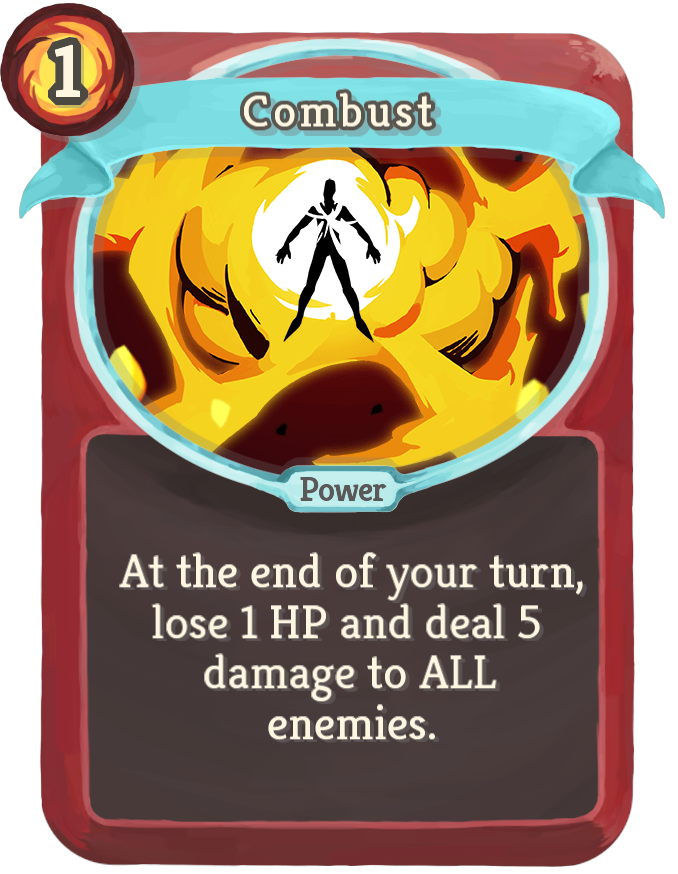 1
Combust
Power
At the end of your turn,
lose 1 HP and deal 5
damage to ALL
enemies.